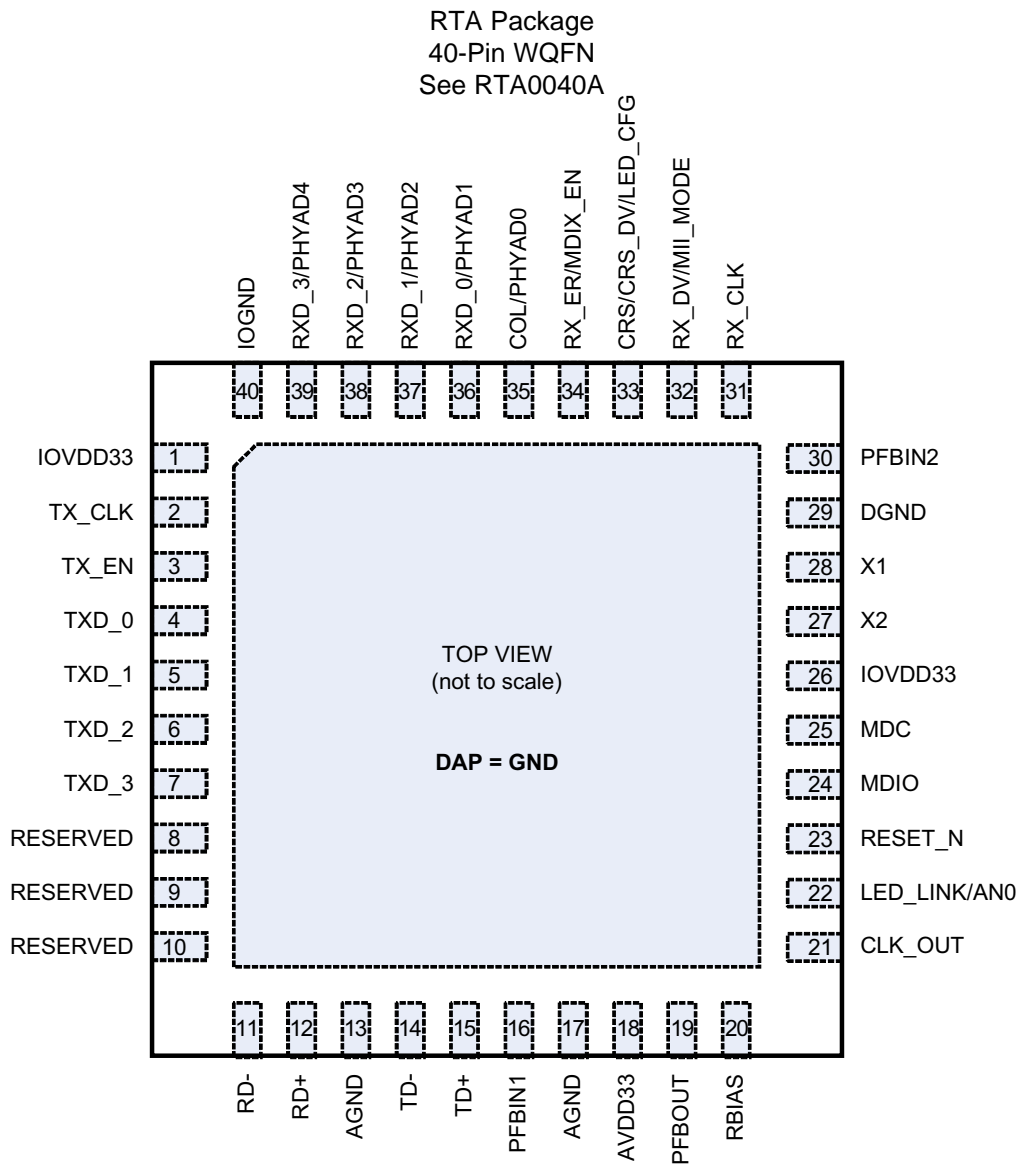 RTA Package
40-Pin WQFN
See RTA0040A
IOGND
RXD_3/PHYAD4
RXD_2/PHYAD3
RXD_1/PHYAD2
RXD_0/PHYAD1
COL/PHYAD0
RX_ER/MDIX_EN
CRS/CRS_DV/LED_CFG
RX_DV/MII_MODE
RX_CLK
40 39 38 37 36 35 34 33 32 31
IOVDD33 1
TX_CLK 2
TX_EN 3
TXD_0 4
TXD_1 5
TXD_2 6
TXD_3 7
RESERVED 8
RESERVED 9
RESERVED 10
TOP VIEW
(not to scale)
DAP = GND
30 PFBIN2
29 DGND
28 X1
27 X2
26 IOVDD33
25 MDC
24 MDIO
23 RESET_N
22 LED_LINK/AN0
21 CLK_OUT
11 12 13 14 15 16 17 18 19 20
RD-
RD+
AGND
TD-
TD+
PFBIN1
AGND
AVDD33
PFBOUT
RBIAS